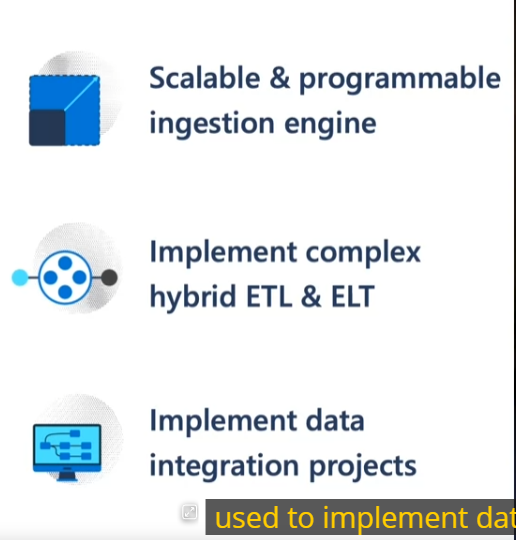 Scalable & programmable
ingestion engine
Implement complex
hybrid ETL & ELT
Implement data
integration projects
used to implement dat